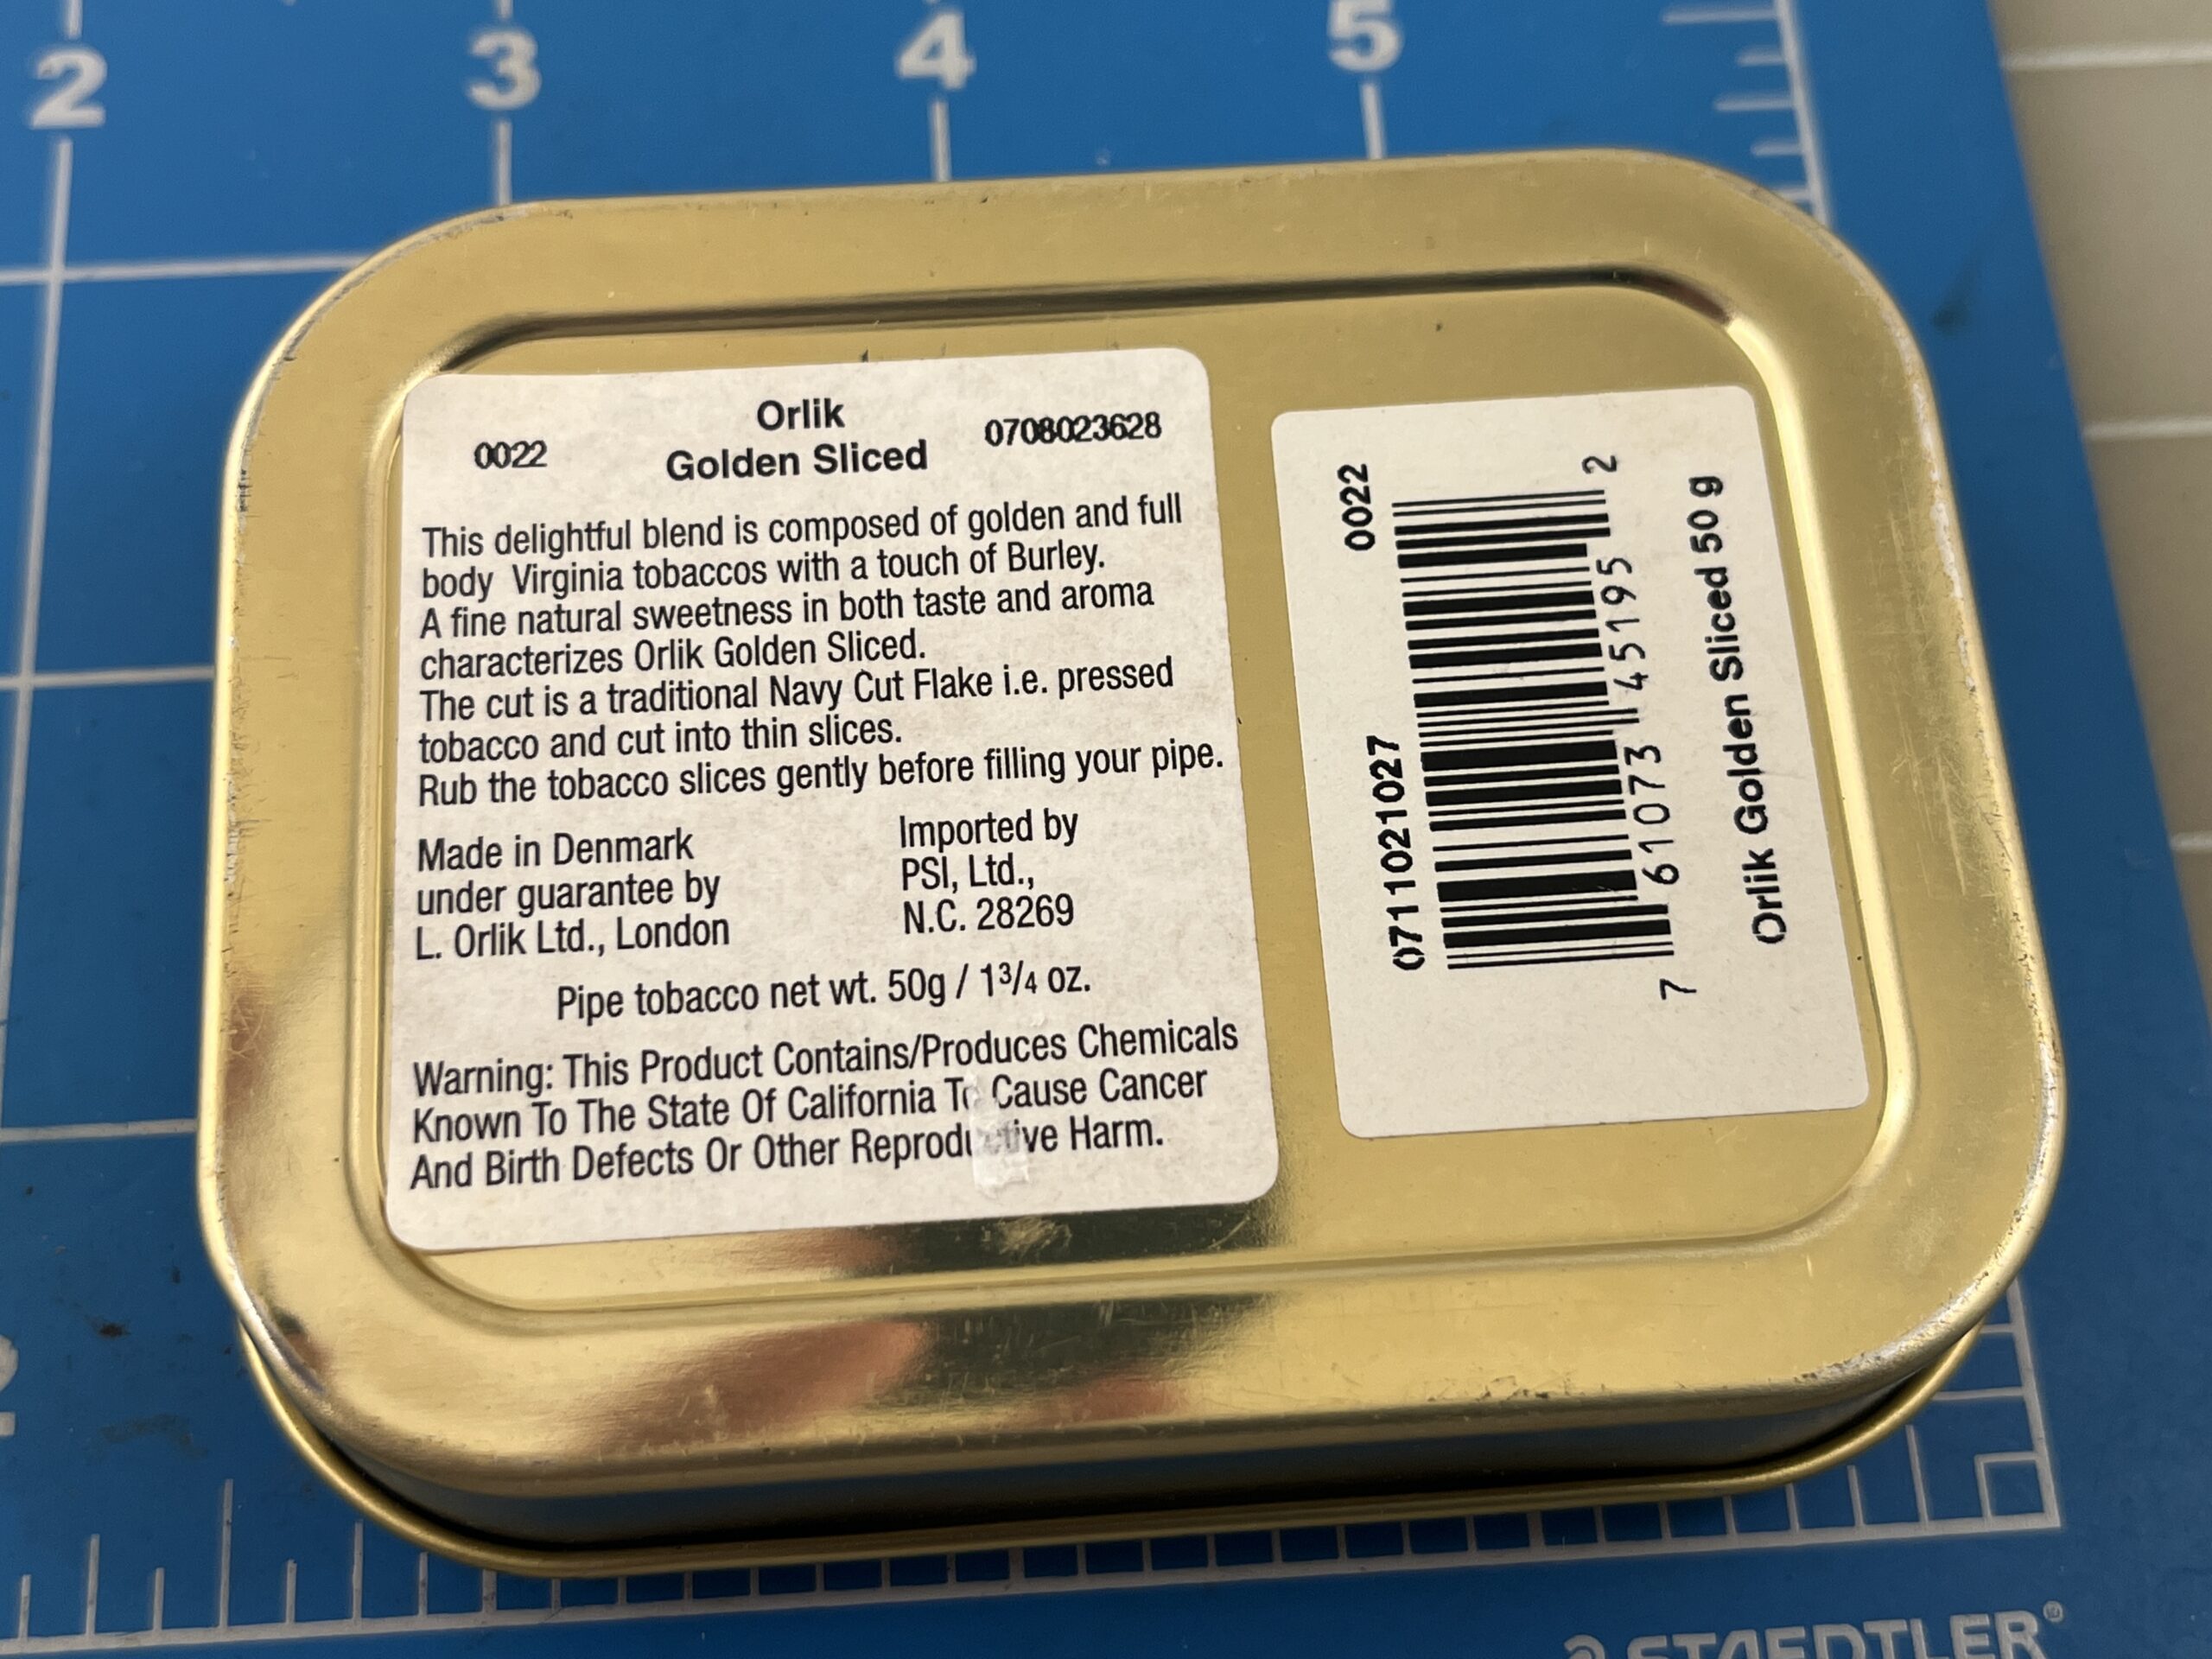 2 3 4 5
Orlik
0022 Golden Sliced 0708023628
This delightful blend is composed of golden and full
body Virginia tobaccos with a touch of Burley.
A fine natural sweetness in both taste and aroma
characterizes Orlik Golden Sliced.
The cut is a traditional Navy Cut Flake i.e. pressed
tobacco and cut into thin slices.
Rub the tobacco slices gently before filling your pipe.
Made in Denmark
under guarantee by
L. Orlik Ltd., London
Imported by
PSI, Ltd.,
N.C. 28269
Pipe tobacco net wt. 50g / 1¾ oz.
Warning: This Product Contains/Produces Chemicals
Known To The State Of California To Cause Cancer
And Birth Defects Or Other Reproductive Harm.
0711021027 0022
7 61073 45195 2
Orlik Golden Sliced 50 g
STAEDTLER®